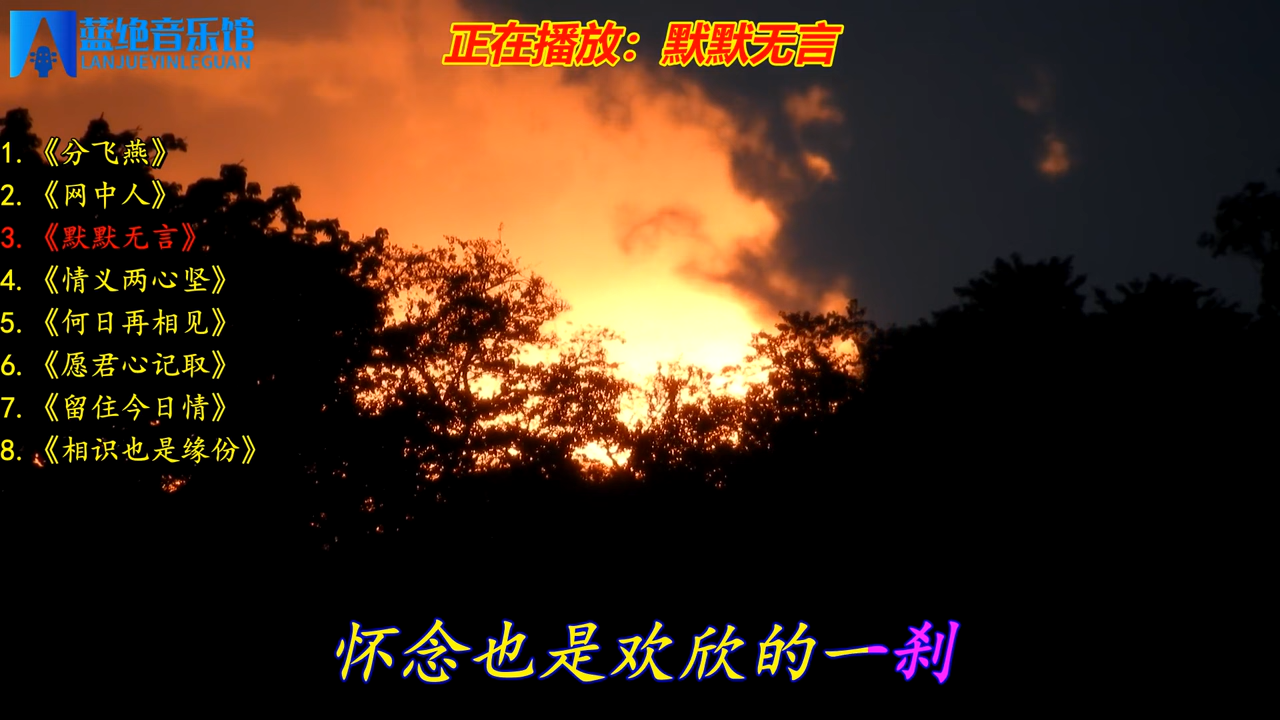 蓝绝音乐馆
LANJUEYINLEGUAN
正在播放：默默无言
1.《分飞燕》
2.《网中人》
3.《默默无言》
4.《情义两心坚》
5.《何日再相见》
6.《愿君心记取》
7.《留住今日情》
8.《相识也是缘份》
怀念也是欢欣的一刹